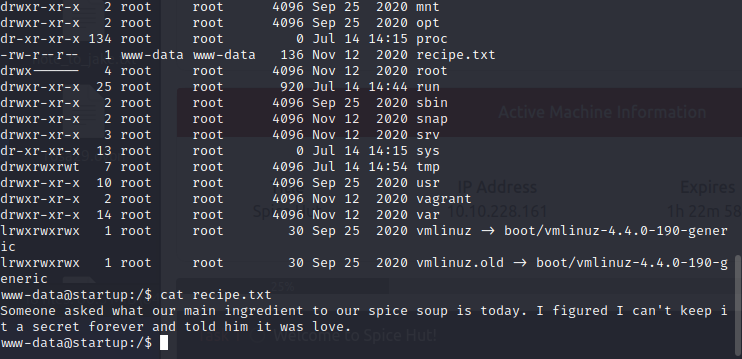 drwxr-xr-x   2 root     root      4096 Sep 25  2020 mnt
drwxr-xr-x   2 root     root      4096 Sep 25  2020 opt
dr-xr-xr-x 134 root     root         0 Jul 14 14:15 proc
-rw-r--r--   1 www-data www-data   136 Nov 12  2020 recipe.txt
drwx------   4 root     root      4096 Nov 12  2020 root
drwxr-xr-x  25 root     root       920 Jul 14 14:44 run
drwxr-xr-x   2 root     root      4096 Sep 25  2020 sbin
drwxr-xr-x   2 root     root      4096 Nov 12  2020 snap
drwxr-xr-x   3 root     root      4096 Nov 12  2020 srv
dr-xr-xr-x  13 root     root         0 Jul 14 14:15 sys
drwxrwxrwt   7 root     root      4096 Jul 14 14:54 tmp
drwxr-xr-x  10 root     root      4096 Sep 25  2020 usr
drwxr-xr-x   2 root     root      4096 Nov 12  2020 vagrant
drwxr-xr-x  14 root     root      4096 Nov 12  2020 var
lrwxrwxrwx   1 root     root        30 Sep 25  2020 vmlinuz -> boot/vmlinuz-4.4.0-190-gener
ic
lrwxrwxrwx   1 root     root        30 Sep 25  2020 vmlinuz.old -> boot/vmlinuz-4.4.0-190-g
eneric
www-data@startup:/$ cat recipe.txt
Someone asked what our main ingredient to our spice soup is today. I figured I can't keep i
t a secret forever and told him it was love.
www-data@startup:/$
Active Machine Information
IP Address
Expires
10.10.228.161
1h 22m 58
Welcome to Spice Hut!